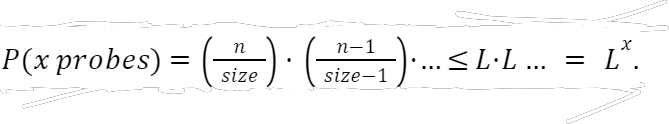 P(x probes) = (n/size) · (n−1/size−1)·... ≤ L·L ... = L^x.